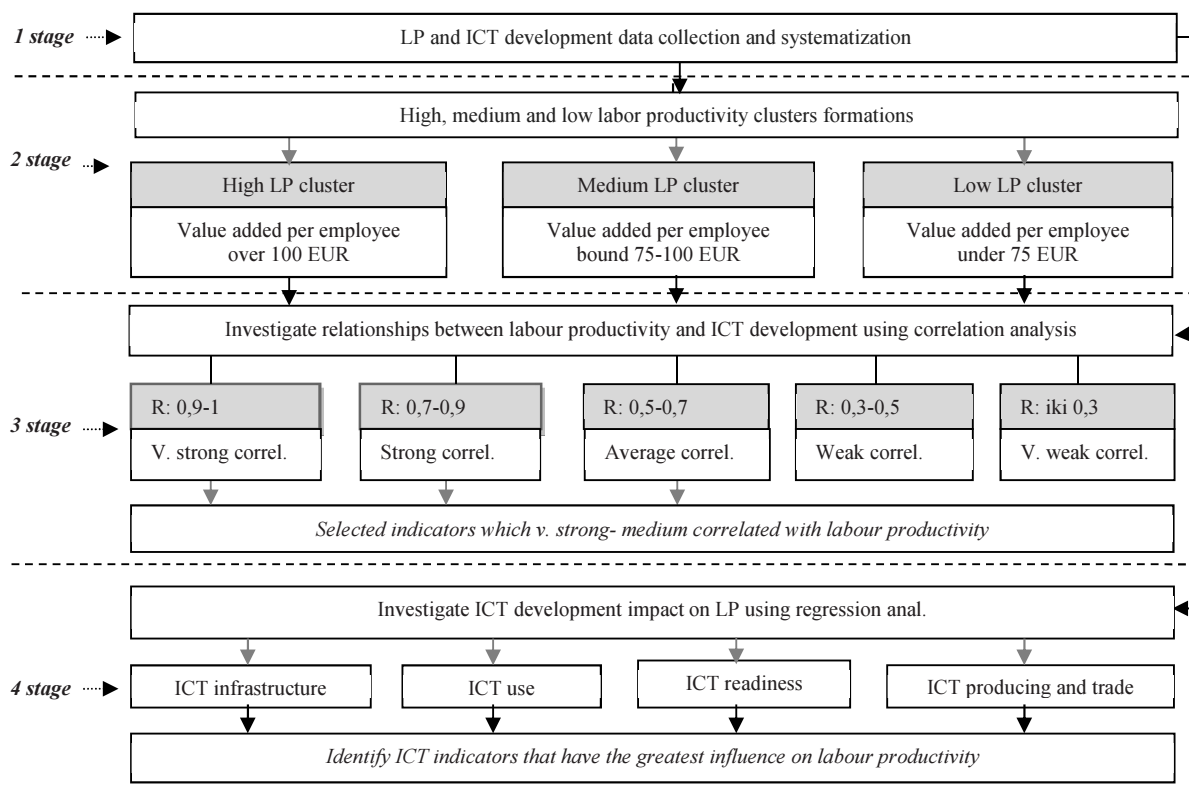 1 stage
LP and ICT development data collection and systematization
High, medium and low labor productivity clusters formations
2 stage
High LP cluster
Value added per employee
over 100 EUR
Medium LP cluster
Value added per employee
bound 75-100 EUR
Low LP cluster
Value added per employee
under 75 EUR
Investigate relationships between labour productivity and ICT development using correlation analysis
3 stage
R: 0,9-1
V. strong correl.
R: 0,7-0,9
Strong correl.
R: 0,5-0,7
Average correl.
R: 0,3-0,5
Weak correl.
R: iki 0,3
V. weak correl.
Selected indicators which v. strong- medium correlated with labour productivity
Investigate ICT development impact on LP using regression anal.
4 stage
ICT infrastructure
ICT use
ICT readiness
ICT producing and trade
Identify ICT indicators that have the greatest influence on labour productivity